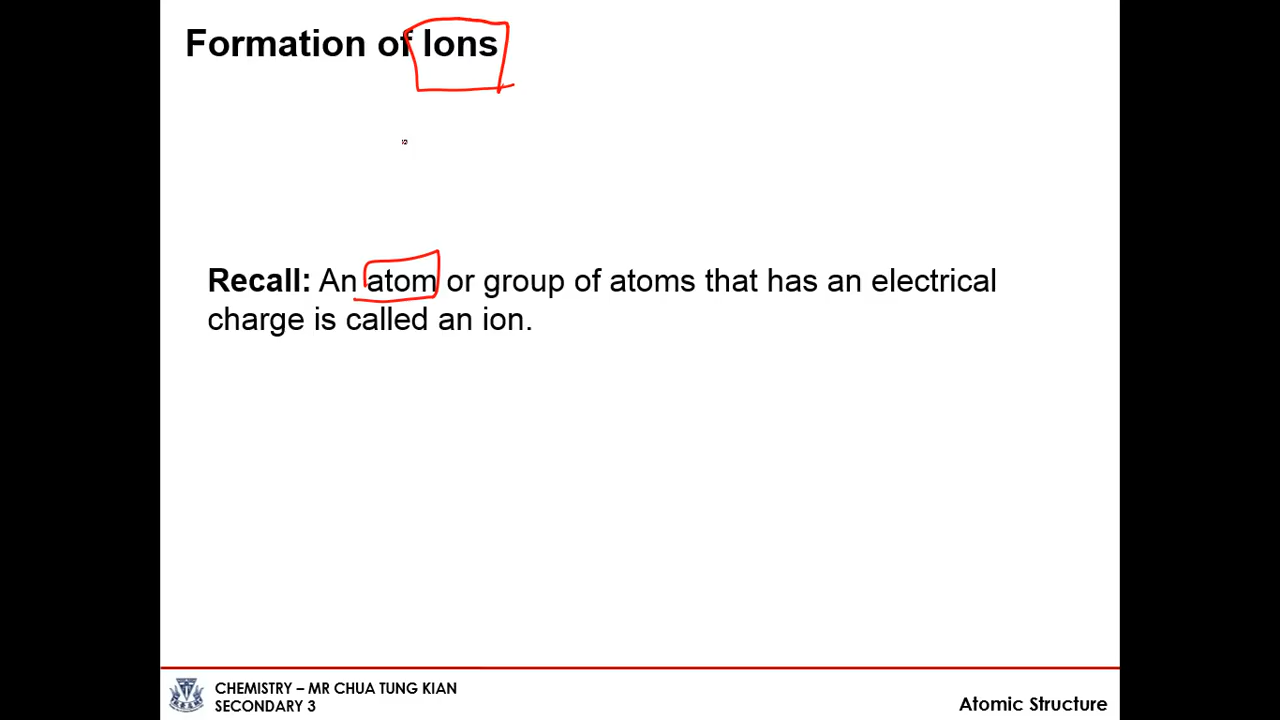 Formation of Ions
Recall: An atom or group of atoms that has an electrical
charge is called an ion.
CHEMISTRY – MR CHUA TUNG KIAN
SECONDARY 3
Atomic Structure